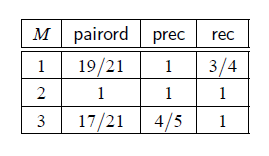 M pairord prec rec
1 19/21 1 3/4
2 1 1 1
3 17/21 4/5 1